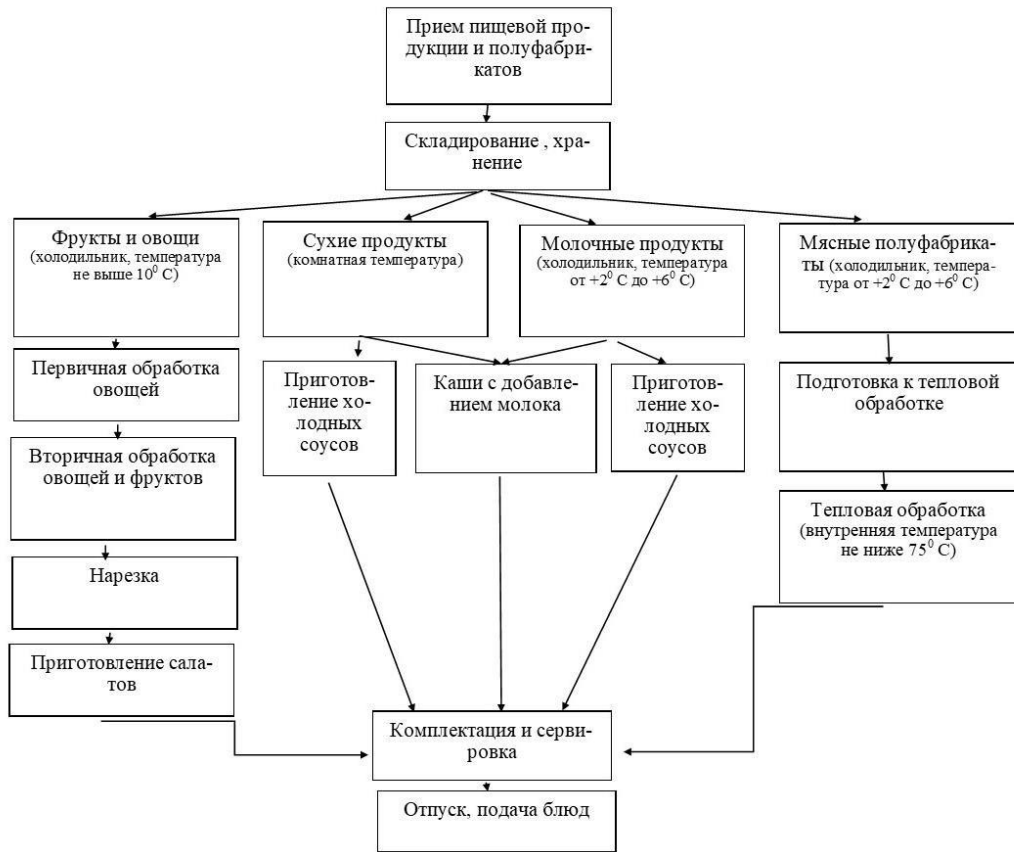 Прием пищевой про-
дукции и полуфабри-
катов
Складирование , хра-
нение
Фрукты и овощи
(холодильник, температура
не выше 10⁰ С)
Сухие продукты
(комнатная температура)
Молочные продукты
(холодильник, температура
от +2⁰ С до +6⁰ С)
Мясные полуфабрика-
ты (холодильник, темпера-
тура от +2⁰ С до +6⁰ С)
Первичная обработка
овощей
Приготов-
ление хо-
лодных
соусов
Каши с добавле-
нием молока
Приготов-
ление хо-
лодных
соусов
Подготовка к тепловой
обработке
Вторичная обработка
овощей и фруктов
Тепловая обработка
(внутренняя температура
не ниже 75⁰ С)
Нарезка
Приготовление сала-
тов
Комплектация и серви-
ровка
Отпуск, подача блюд